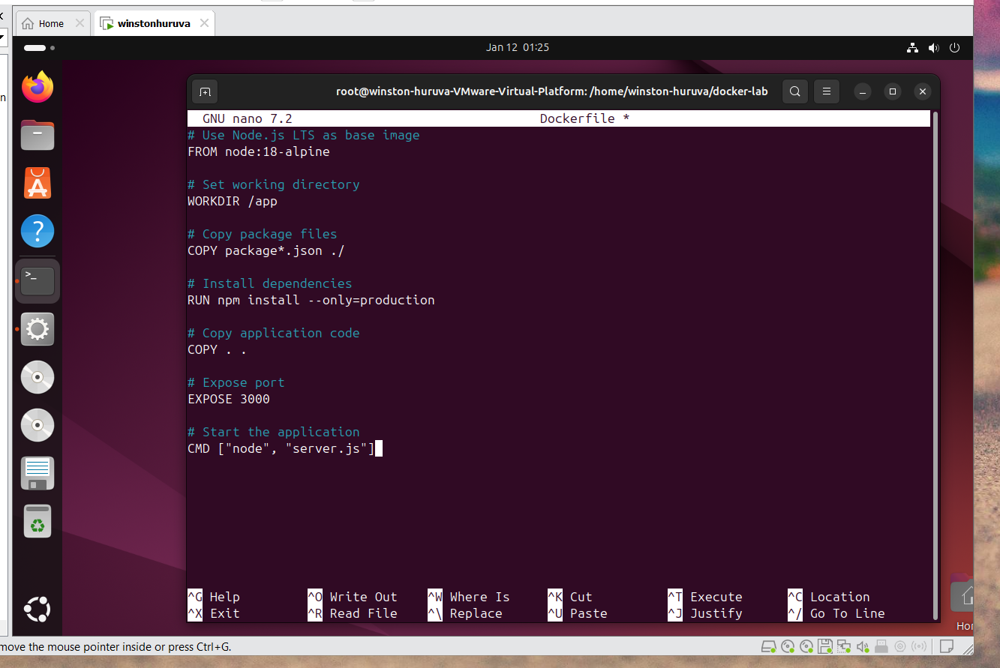 Home
winstonhuruva
Jan 12 01:25
root@winston-huruva-VMware-Virtual-Platform: /home/winston-huruva/docker-lab
GNU nano 7.2 Dockerfile *
# Use Node.js LTS as base image
FROM node:18-alpine
# Set working directory
WORKDIR /app
# Copy package files
COPY package*.json ./
# Install dependencies
RUN npm install --only=production
# Copy application code
COPY . .
# Expose port
EXPOSE 3000
# Start the application
CMD ["node", "server.js"]
^G Help ^O Write Out ^W Where Is ^K Cut ^T Execute ^C Location
^X Exit ^R Read File ^\ Replace ^U Paste ^J Justify ^/ Go To Line
move the mouse pointer inside or press Ctrl+G.